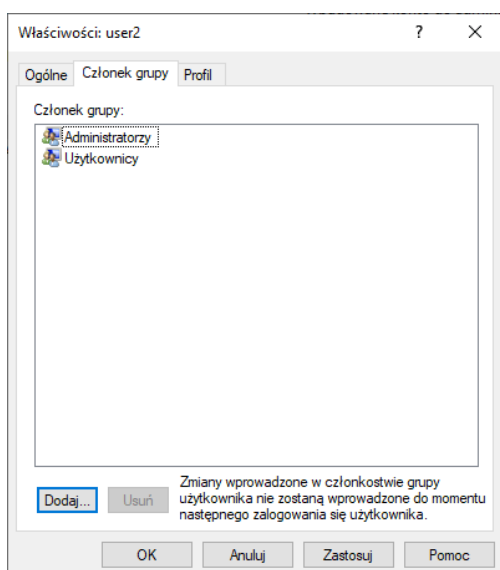 Właściwości: user2
?
Ogólne
Członek grupy
Profil
Członek grupy:
Administratorzy
Użytkownicy
Dodaj...
Usuń
Zmiany wprowadzone w członkostwie grupy
użytkownika nie zostaną wprowadzone do momentu
następnego zalogowania się użytkownika.
OK
Anuluj
Zastosuj
Pomoc